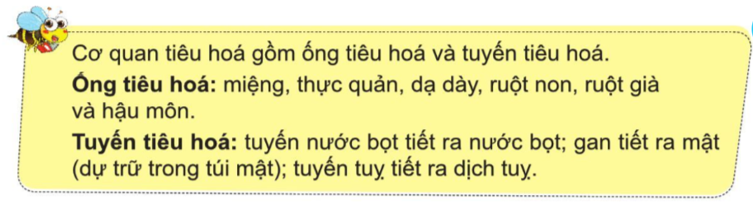 Cơ quan tiêu hoá gồm ống tiêu hoá và tuyến tiêu hoá.
Ống tiêu hoá: miệng, thực quản, dạ dày, ruột non, ruột già
và hậu môn.
Tuyến tiêu hoá: tuyến nước bọt tiết ra nước bọt; gan tiết ra mật
(dự trữ trong túi mật); tuyến tuỵ tiết ra dịch tuỵ.